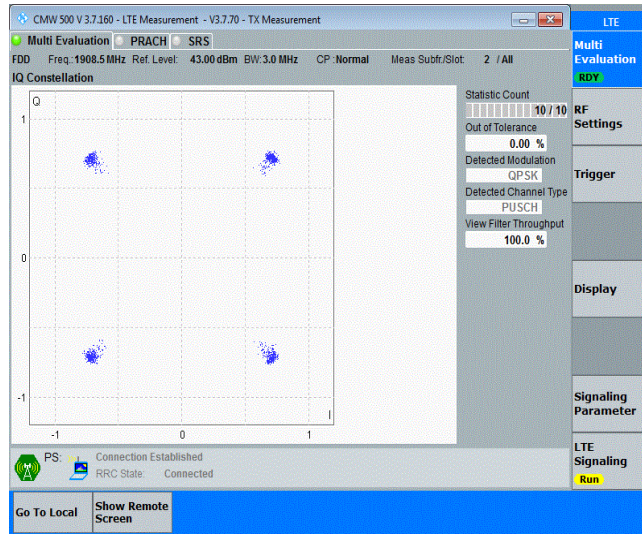 CMW 500 V 3.7.160 - LTE Measurement - V3.7.70 - TX Measurement
LTE
Multi Evaluation PRACH SRS
Multi
Evaluation
RDY
FDD Freq.: 1908.5 MHz Ref. Level: 43.00 dBm BW: 3.0 MHz CP : Normal Meas Subfr./Slot: 2 / All
IQ Constellation
Q
1
0
-1
I
-1 0 1
Statistic Count
10 / 10
Out of Tolerance
0.00 %
Detected Modulation
QPSK
Detected Channel Type
PUSCH
View Filter Throughput
100.0 %
RF
Settings
Trigger
Display
Signaling
Parameter
LTE
Signaling
Run
PS: Connection Established
RRC State: Connected
Go To Local
Show Remote
Screen